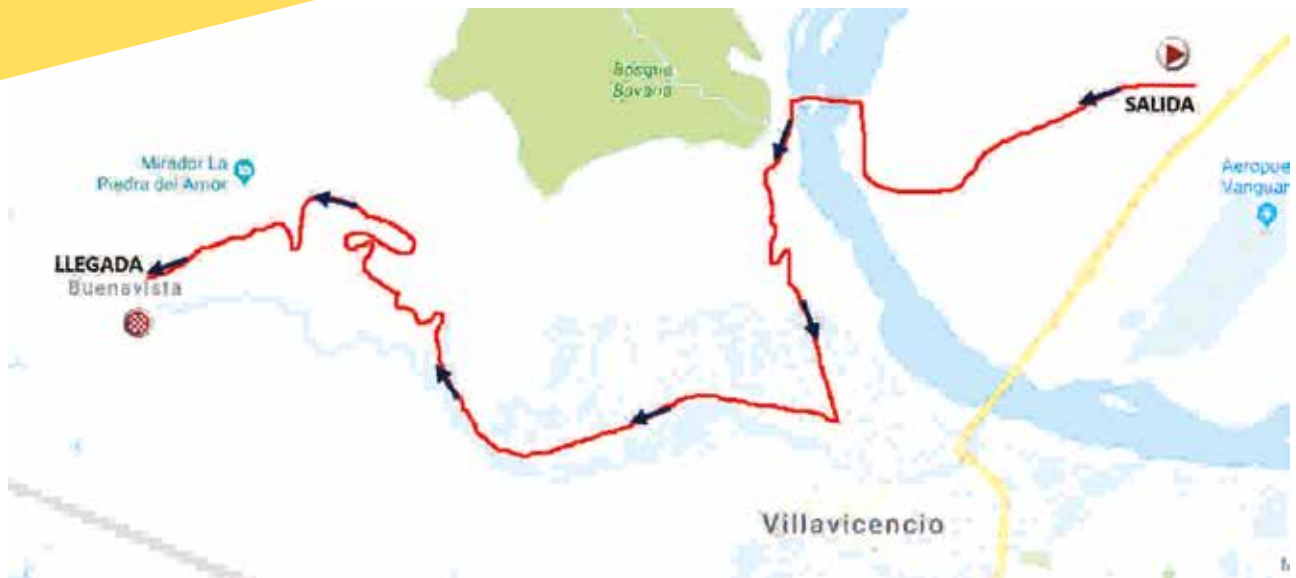 Bosque
Bavaria
SALIDA
Mirador La
Piedra del Amor
Aeropue
Vanguar
LLEGADA
Buenavista
Villavicencio